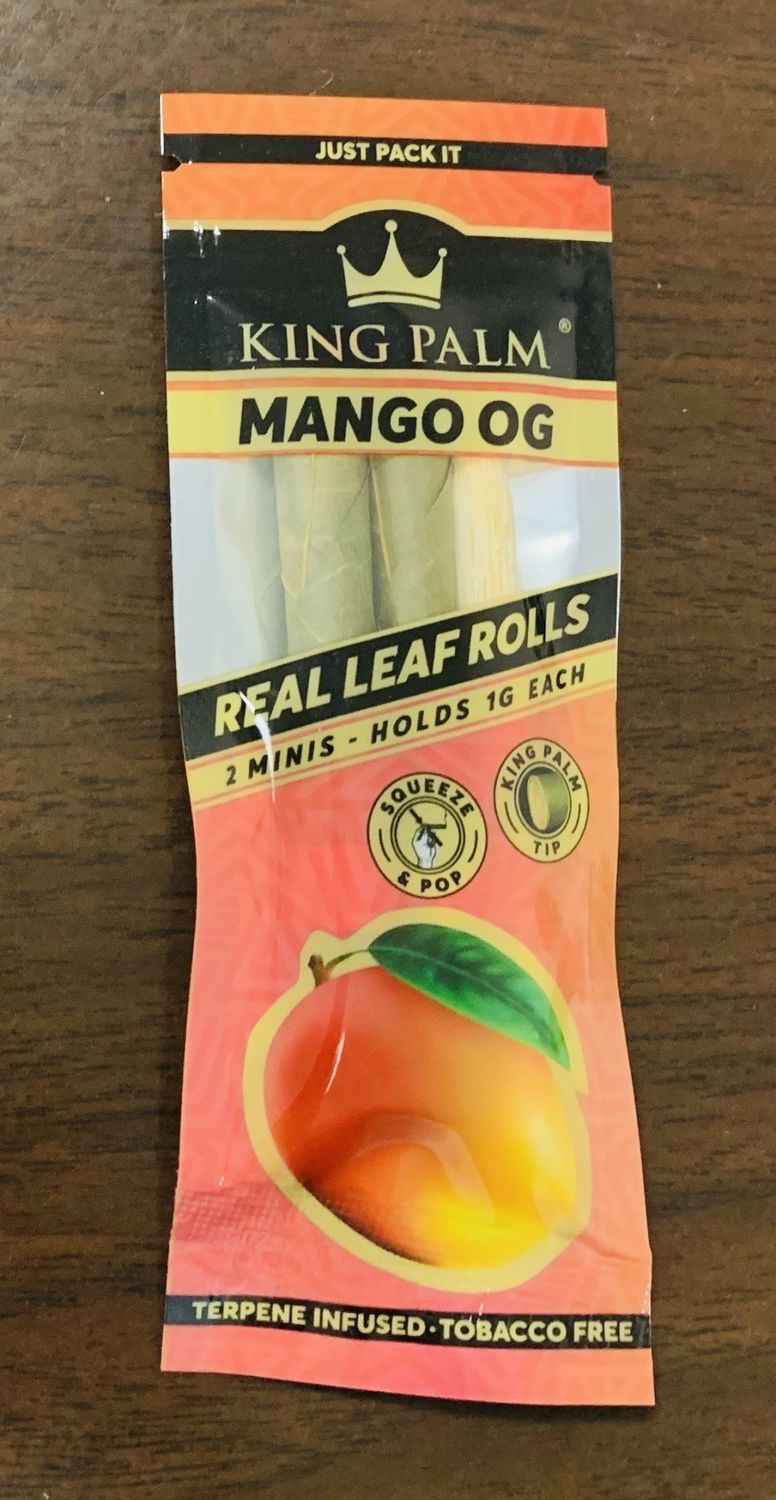 JUST PACK IT
KING PALM®
MANGO OG
REAL LEAF ROLLS
2 MINIS - HOLDS 1G EACH
SQUEEZE & POP
KING PALM TIP
TERPENE INFUSED·TOBACCO FREE